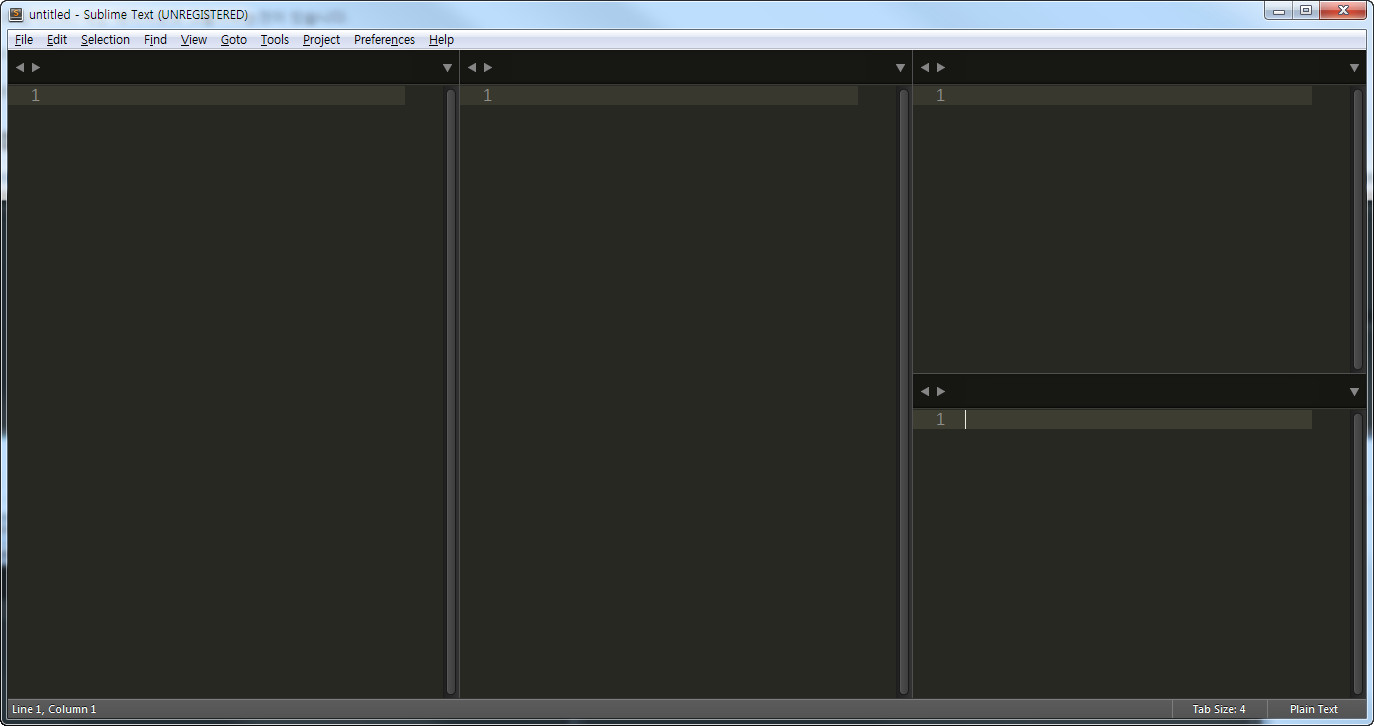 untitled - Sublime Text (UNREGISTERED)
File Edit Selection Find View Goto Tools Project Preferences Help
1
1
1
1
Line 1, Column 1
Tab Size: 4
Plain Text